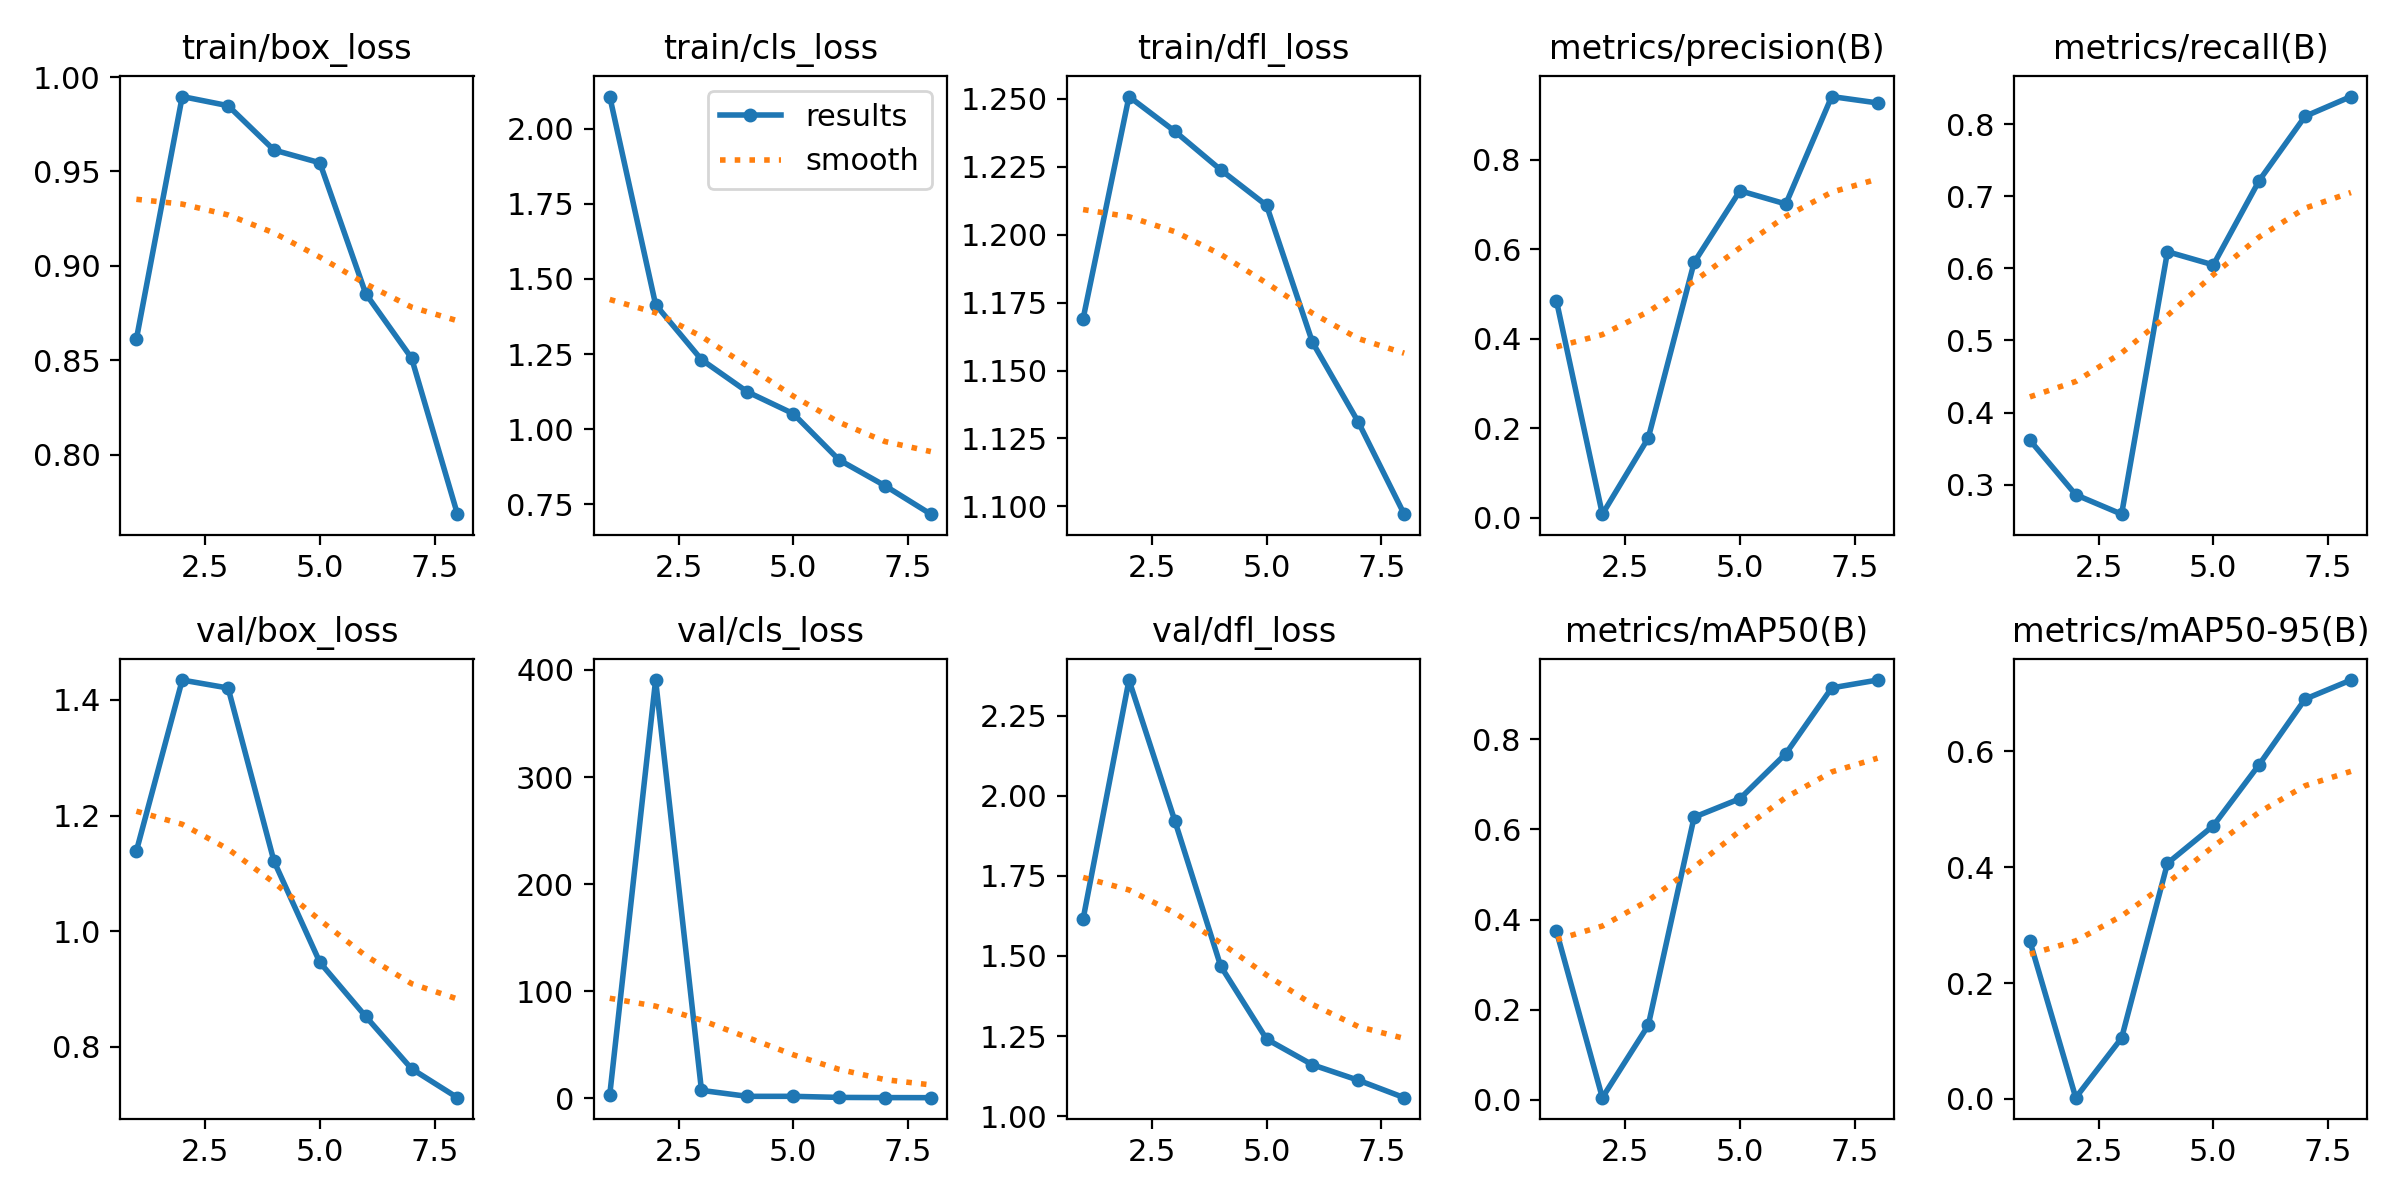 train/box_loss
train/cls_loss
train/dfl_loss
metrics/precision(B)
metrics/recall(B)
1.00
0.95
0.90
0.85
0.80
2.5 5.0 7.5
2.00
1.75
1.50
1.25
1.00
0.75
results
smooth
2.5 5.0 7.5
1.250
1.225
1.200
1.175
1.150
1.125
1.100
2.5 5.0 7.5
0.8
0.6
0.4
0.2
0.0
2.5 5.0 7.5
0.8
0.7
0.6
0.5
0.4
0.3
2.5 5.0 7.5
val/box_loss
val/cls_loss
val/dfl_loss
metrics/mAP50(B)
metrics/mAP50-95(B)
1.4
1.2
1.0
0.8
2.5 5.0 7.5
400
300
200
100
0
2.5 5.0 7.5
2.25
2.00
1.75
1.50
1.25
1.00
2.5 5.0 7.5
0.8
0.6
0.4
0.2
0.0
2.5 5.0 7.5
0.6
0.4
0.2
0.0
2.5 5.0 7.5